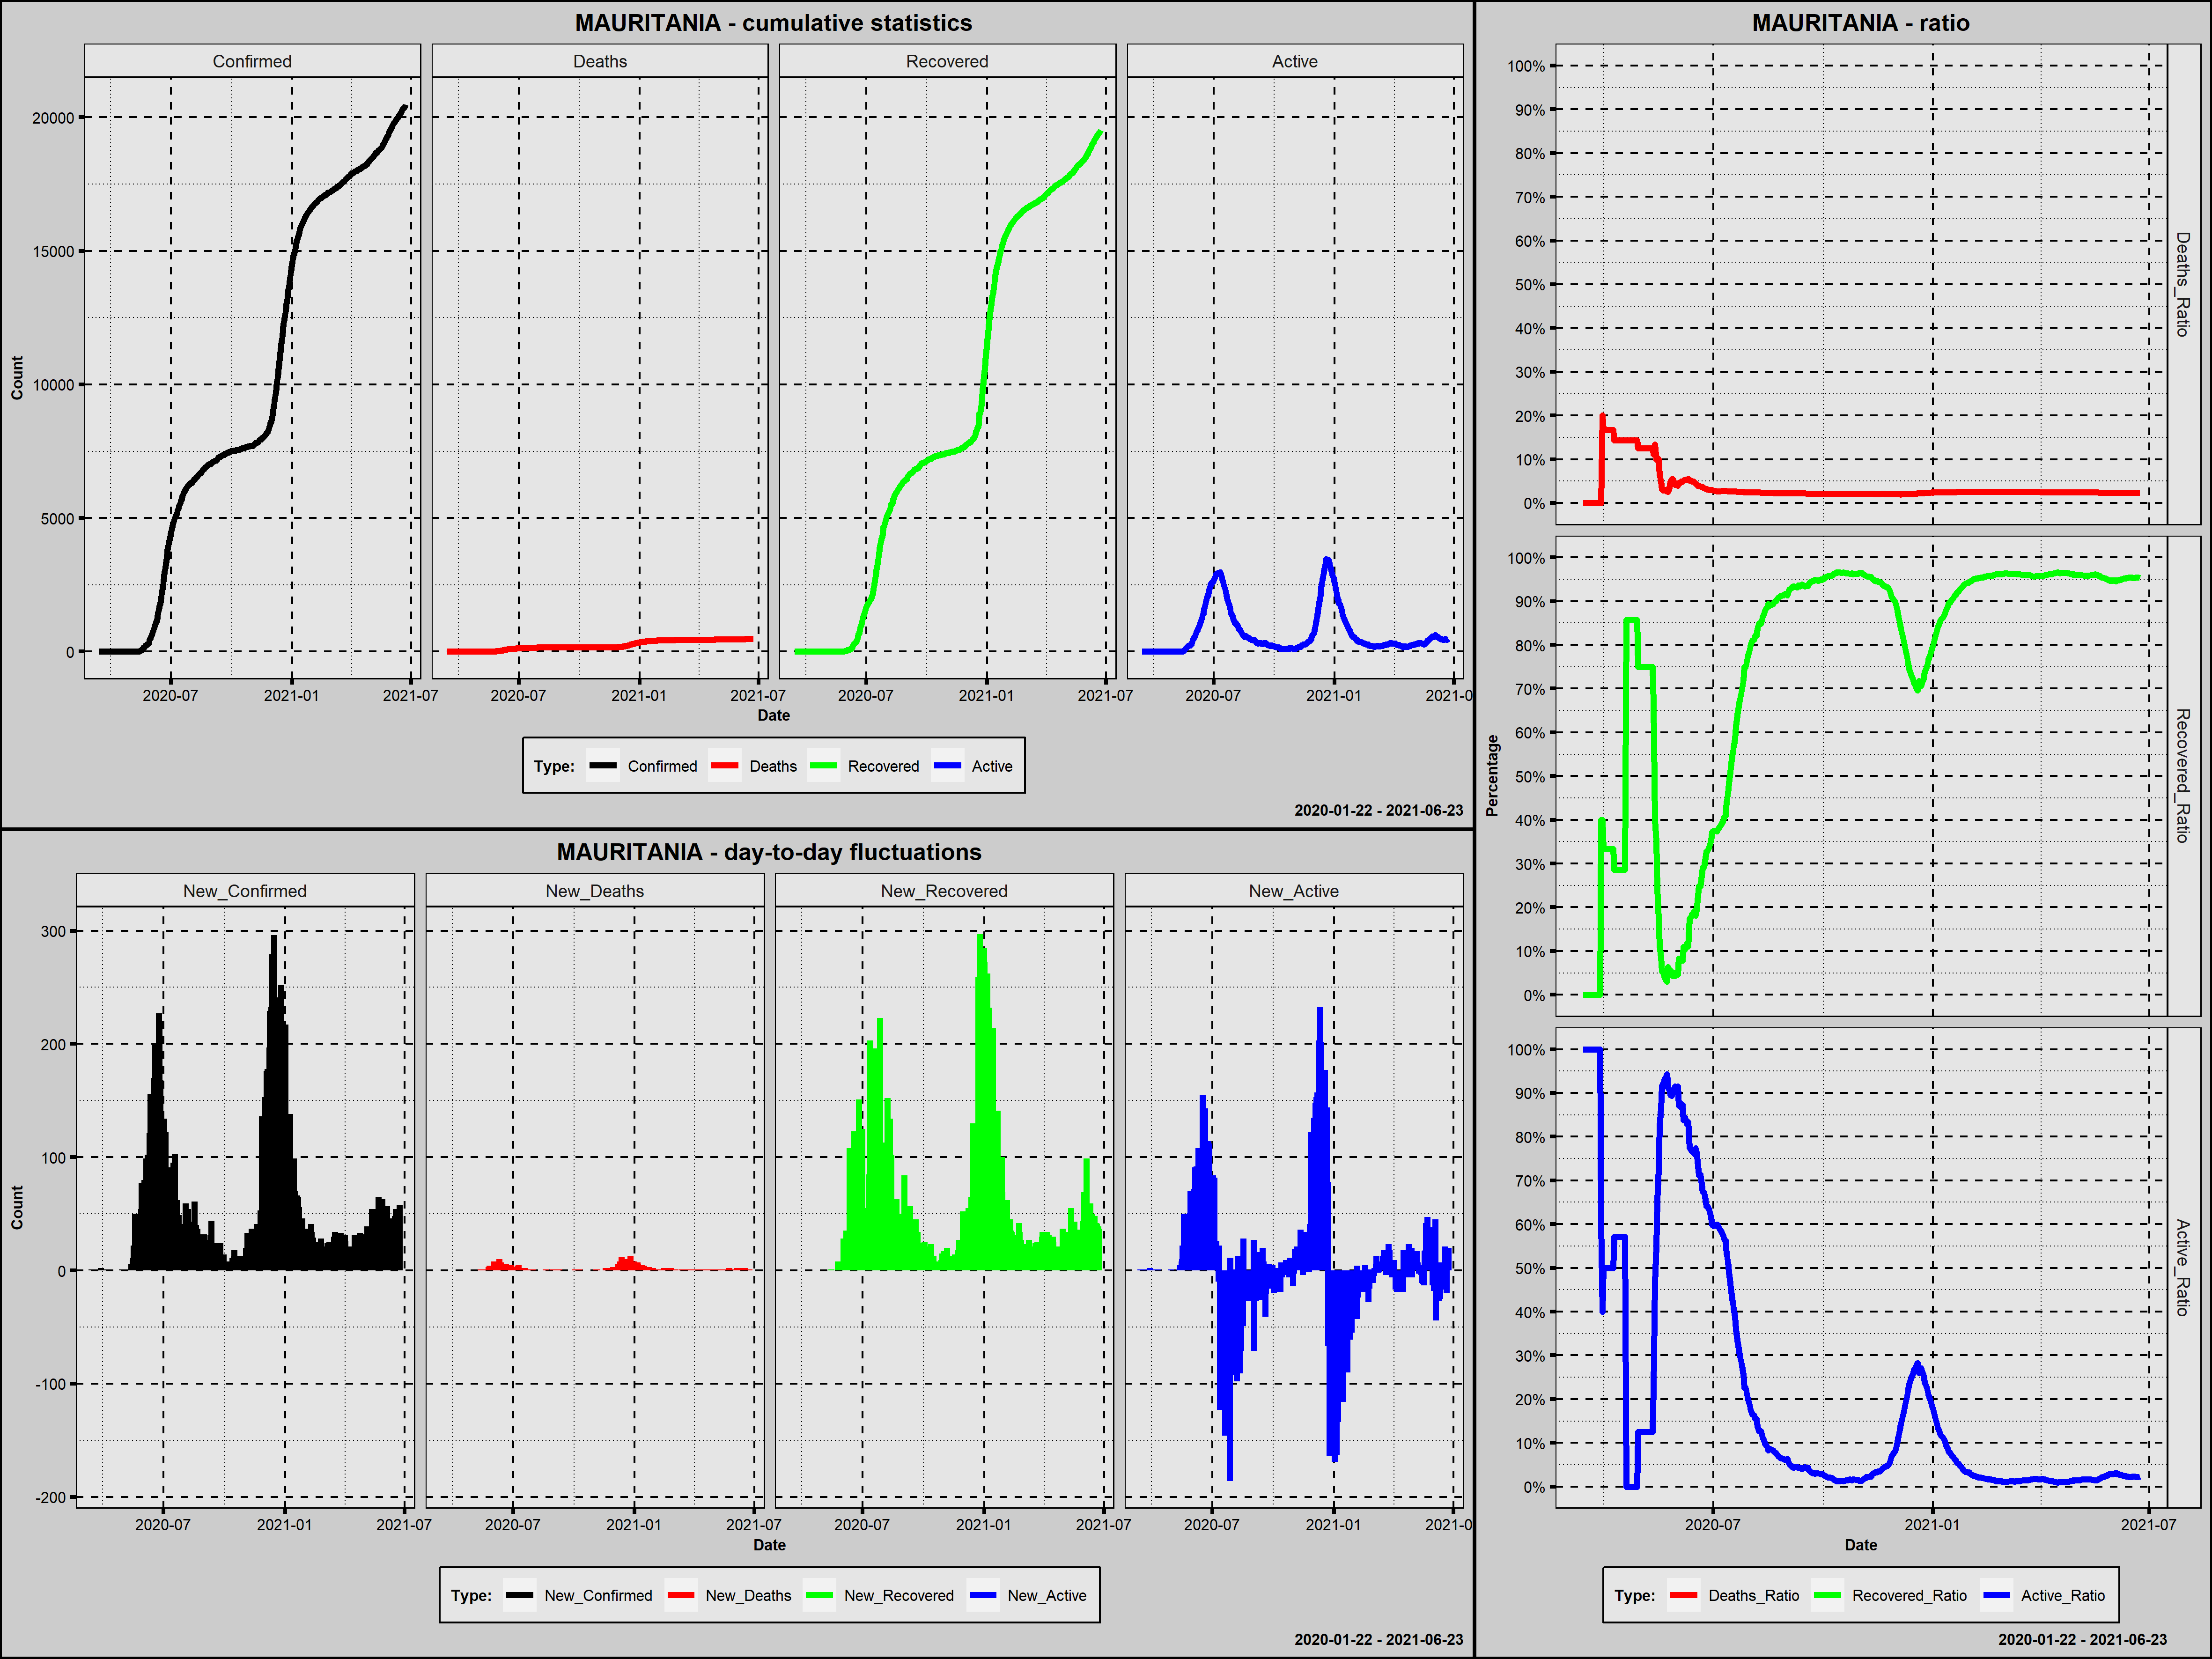 MAURITANIA - cumulative statistics
Confirmed Deaths Recovered Active
Count
20000
15000
10000
5000
0
2020-07 2021-01 2021-07 2020-07 2021-01 2021-07 2020-07 2021-01 2021-07 2020-07 2021-01 2021-0
Date
Type: Confirmed Deaths Recovered Active
2020-01-22 - 2021-06-23
MAURITANIA - day-to-day fluctuations
New_Confirmed New_Deaths New_Recovered New_Active
Count
300
200
100
0
-100
-200
2020-07 2021-01 2021-07 2020-07 2021-01 2021-07 2020-07 2021-01 2021-07 2020-07 2021-01 2021-0
Date
Type: New_Confirmed New_Deaths New_Recovered New_Active
2020-01-22 - 2021-06-23
MAURITANIA - ratio
Percentage
100%
90%
80%
70%
60%
50%
40%
30%
20%
10%
0%
Deaths_Ratio
100%
90%
80%
70%
60%
50%
40%
30%
20%
10%
0%
Recovered_Ratio
100%
90%
80%
70%
60%
50%
40%
30%
20%
10%
0%
Active_Ratio
2020-07 2021-01 2021-07
Date
Type: Deaths_Ratio Recovered_Ratio Active_Ratio
2020-01-22 - 2021-06-23